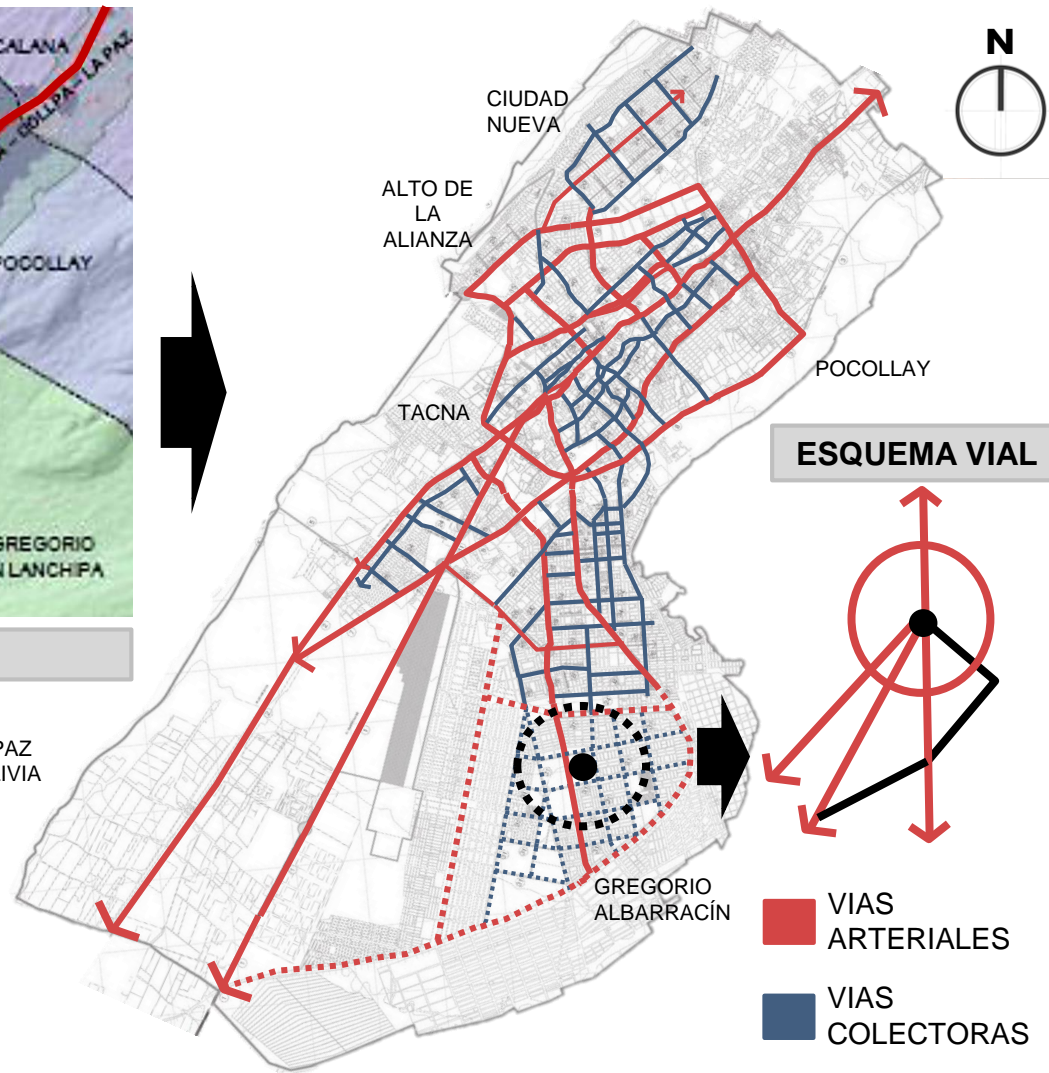 CALANA
COLLPA - LA PAZ
POCOLLAY
GREGORIO
N LANCHIPA
PAZ
LIVIA
CIUDAD
NUEVA
ALTO DE
LA
ALIANZA
TACNA
POCOLLAY
GREGORIO
ALBARRACÍN
N
ESQUEMA VIAL
VIAS
ARTERIALES
VIAS
COLECTORAS